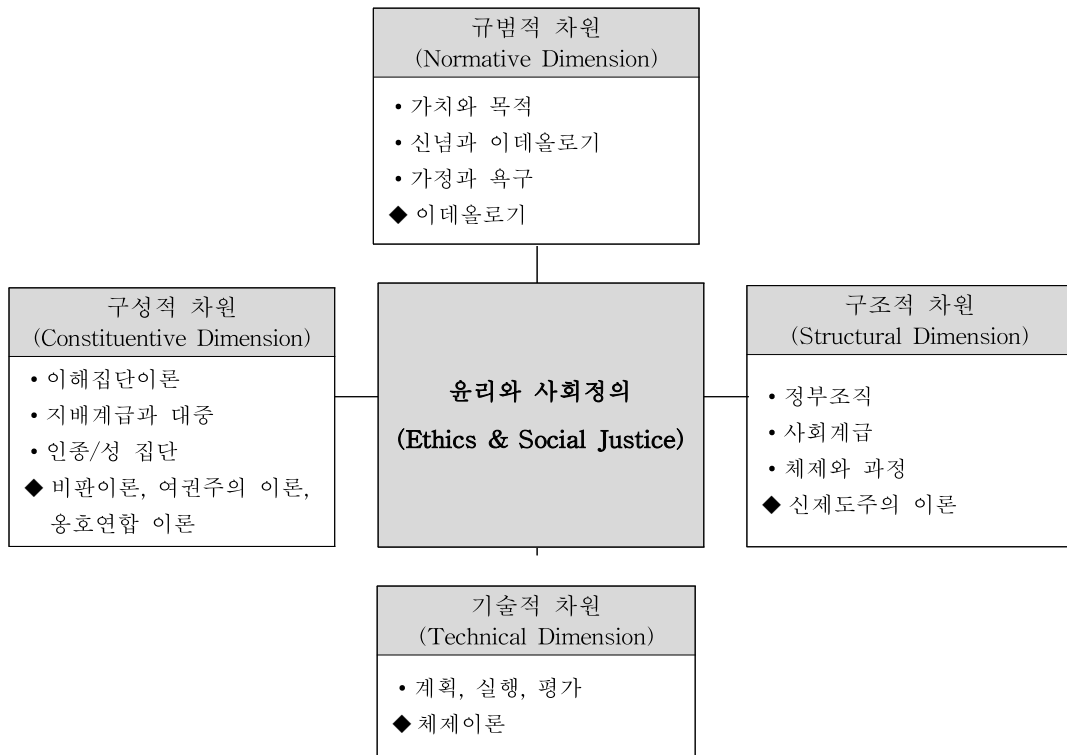 규범적 차원
(Normative Dimension)
• 가치와 목적
• 신념과 이데올로기
• 가정과 욕구
◆ 이데올로기
구성적 차원
(Constituentive Dimension)
• 이해집단이론
• 지배계급과 대중
• 인종/성 집단
◆ 비판이론, 여권주의 이론,
옹호연합 이론
윤리와 사회정의
(Ethics & Social Justice)
구조적 차원
(Structural Dimension)
• 정부조직
• 사회계급
• 체제와 과정
◆ 신제도주의 이론
기술적 차원
(Technical Dimension)
• 계획, 실행, 평가
◆ 체제이론